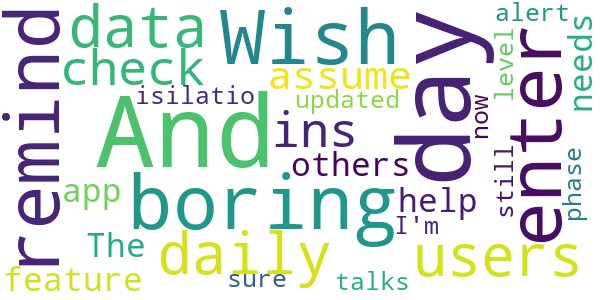 remind
data
check
Wish
assume
isilatio
updated
And
ins
others
day
enter
alert
level
needs
now
still
phase
app
boring
help
I'm
The
daily
users
feature
sure
talks